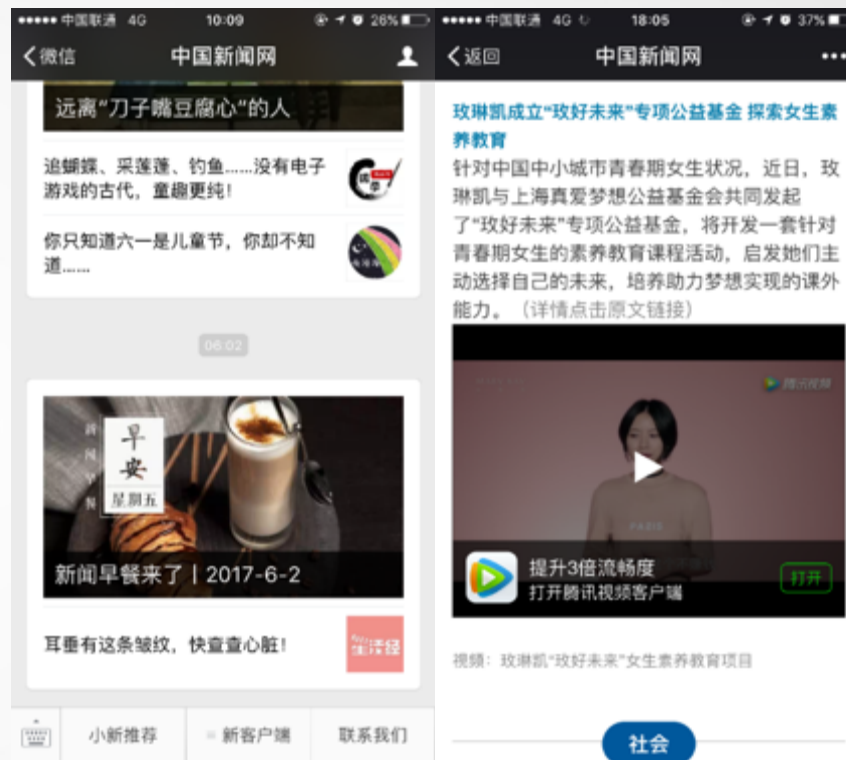 中国联通 4G 10:09 26%
微信 中国新闻网
远离“刀子嘴豆腐心”的人
追蝴蝶、采莲蓬、钓鱼……没有电子
游戏的古代，童趣更纯！
你只知道六一是儿童节，你却不知
道……
06:02
早安
星期五
新闻早餐
新闻早餐来了丨2017-6-2
耳垂有这条皱纹，快查查心脏！
生活经
小新推荐 新客户端 联系我们
中国联通 4G 18:05 37%
返回 中国新闻网
玫琳凯成立“玫好未来”专项公益基金 探索女生素
养教育
针对中国中小城市青春期女生状况，近日，玫
琳凯与上海真爱梦想公益基金会共同发起
了“玫好未来”专项公益基金，将开发一套针对
青春期女生的素养教育课程活动，启发她们主
动选择自己的未来，培养助力梦想实现的课外
能力。（详情点击原文链接）
腾讯视频
PARIS
提升3倍流畅度
打开腾讯视频客户端
打开
视频：玫琳凯“玫好未来”女生素养教育项目
社会